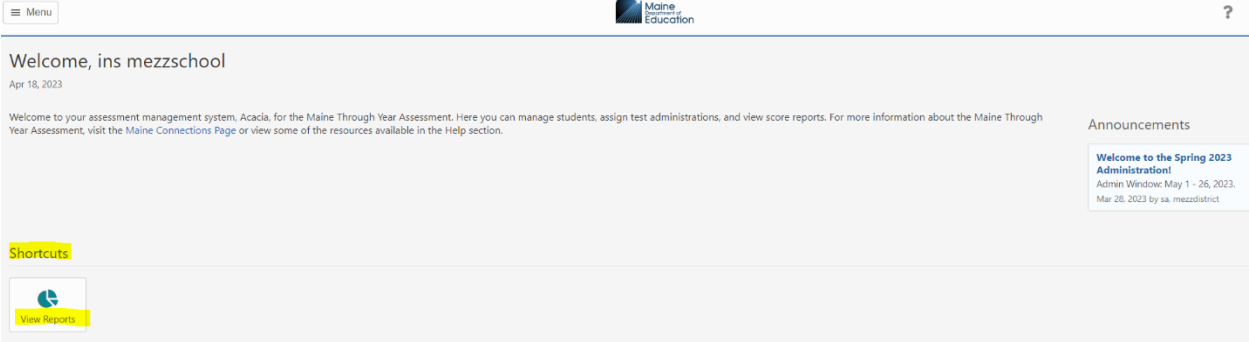 Menu
Maine
Department of
Education
?
Welcome, ins mezzschool
Apr 18, 2023
Welcome to your assessment management system, Acacia, for the Maine Through Year Assessment. Here you can manage students, assign test administrations, and view score reports. For more information about the Maine Through
Year Assessment, visit the Maine Connections Page or view some of the resources available in the Help section.
Announcements
Welcome to the Spring 2023
Administration!
Admin Window: May 1 - 26, 2023.
Mar 28, 2023 by sa, mezzdistrict
Shortcuts
View Reports